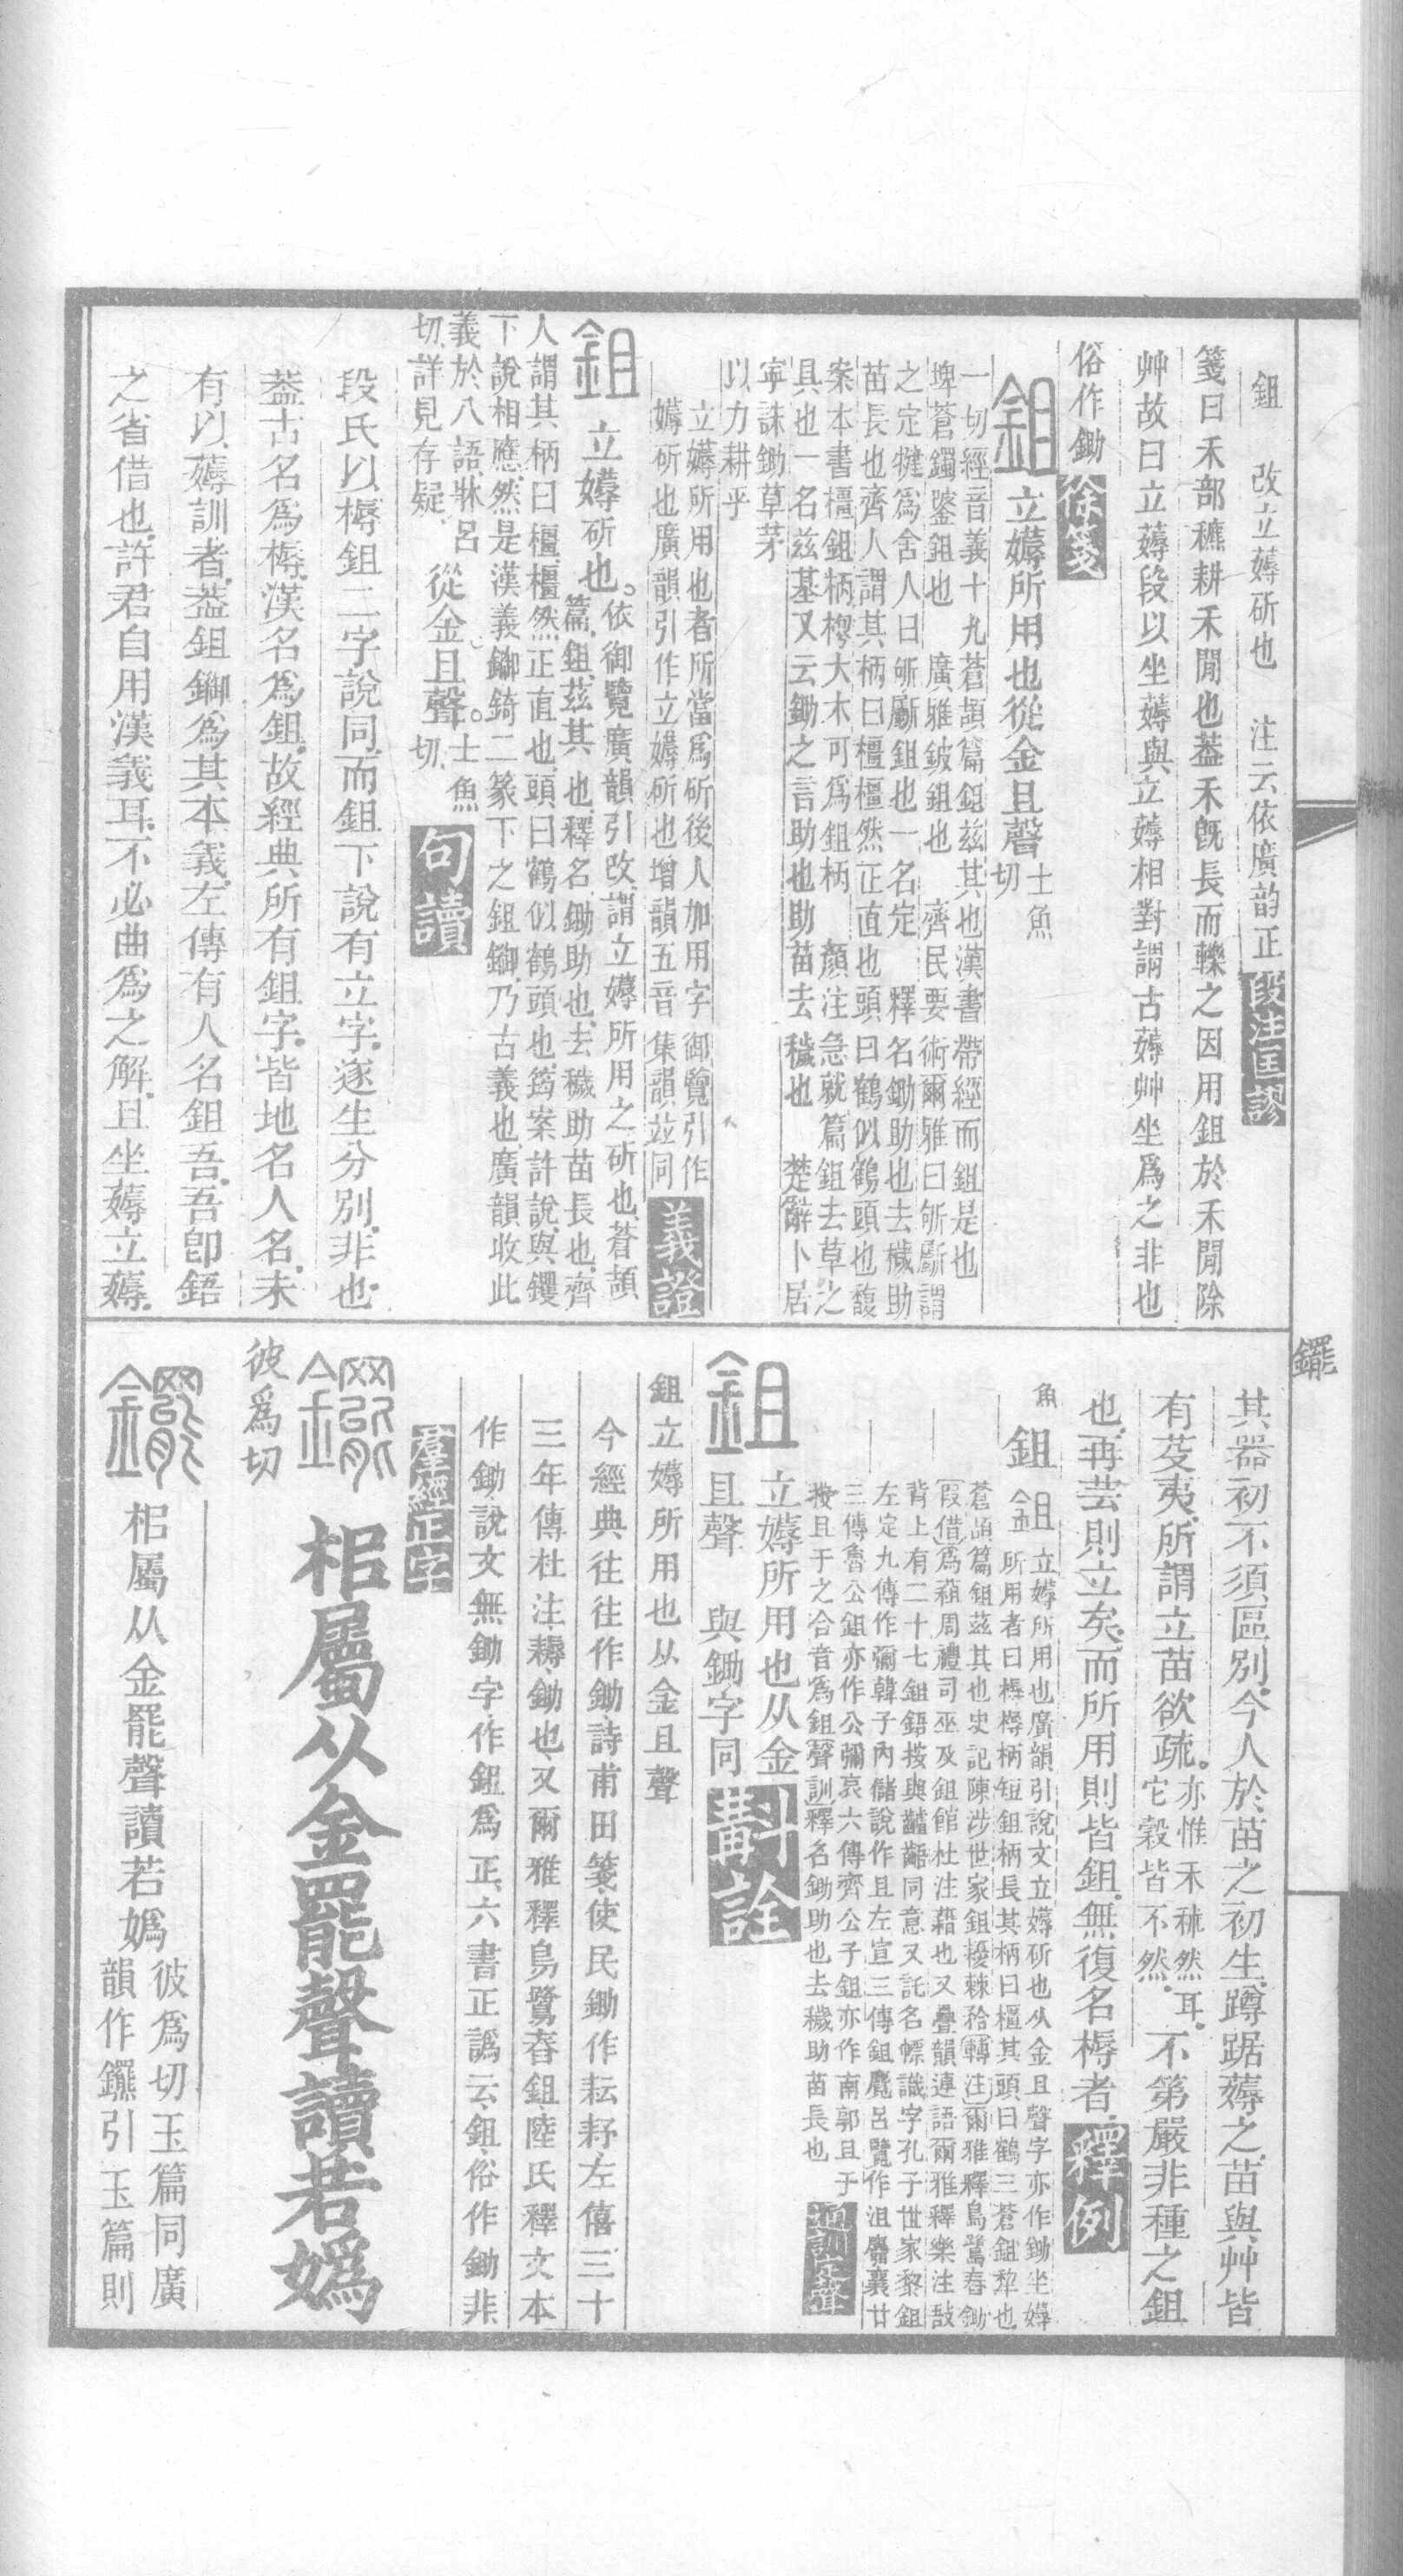 鉏　改立薅斫也　注云依廣韵正　段注匡謬
箋曰禾部穮耕禾閒也葢禾旣長而轢之因用鉏於禾閒除
艸故曰立薅段以坐薅與立薅相對謂古薅艸坐爲之非也
俗作鋤　徐箋
鉏　立薅所用也從金且聲　士魚切
一切經音義十九蒼頡篇鉏茲其也漢書帶經而鉏是也
埤蒼鐲鋻鉏也　廣雅鈹鉏也　齊民要術爾雅曰斪斸謂
之定犍爲舍人曰斪斸鉏也一名定　釋名鋤助也去穢助
苗長也齊人謂其柄曰橿橿然正直也頭曰鶴似鶴頭也馥
案本書橿鉏柄楤大木可爲鉏柄　顏注急就篇鉏去草之
具也一名茲基又云鋤之言助也助苗去穢也　楚辭卜居
寧誅鋤草茅
以力耕乎
立薅所用也者所當爲斫後人加用字御覽引作
薅斫也廣韻引作立薅所也增韻五音集韻竝同　義證
鉏　立薅斫也。依御覽廣韻引改謂立薅所用之斫也蒼頡
篇鉏茲其也釋名鋤助也去穢助苗長也齊
人謂其柄曰橿橿然正直也頭曰鶴似鶴頭也筠案許說與钁
下說相應然是漢義鋤錡二篆下之鉏鋤乃古義也廣韻收此
義於八語牀呂
切詳見存疑　從金且聲。士魚切　句讀
段氏以槈鉏二字說同而鉏下說有立字遂生分別非也
葢古名爲槈漢名爲鉏故經典所有鉏字皆地名人名未
有以薅訓者葢鉏鋤爲其本義左傳有人名鉏吾吾卽鋙
之省借也許君自用漢義耳不必曲爲之解且坐薅立薅
鑼
其器初不須區別今人於苗之初生蹲踞薅之苗與艸皆
有芟夷所謂立苗欲疏。亦惟禾秫然耳。它穀皆不然。不第嚴非種之鉏
也再芸則立矣而所用則皆鉏無復名槈者　釋例
魚　鉏　鉏　立薅所用也廣韻引說文立薅斫也从金且聲字亦作鋤坐薅
所用者曰槈槈柄短鉏柄長其柄曰橿其頭曰鶴三蒼鉏犂也
蒼頡篇鉏茲其也史記陳涉世家鉏櫌棘矜轉注爾雅釋鳥鷺舂鋤
叚借爲蒩周禮司巫及鉏館杜注藉也又疊韻連語爾雅釋樂注敔
背上有二十七鉏鋙按與齟齬同意又託名幖識字孔子世家黎鉏
左定九傳作彌韓子內儲說作且左宣三傳鉏麑呂覽作沮麛襄廿
三傳魯公鉏亦作公彌哀六傳齊公子鉏亦作南郭且于
按且于之合音爲鉏聲訓釋名鋤助也去穢助苗長也　通訓定聲
鉏　立薅所用也从金
且聲　與鋤字同　斠詮
鉏立薅所用也从金且聲
今經典往往作鋤詩甫田箋使民鋤作耘耔左僖三十
三年傳杜注耨鋤也又爾雅釋鳥鷺舂鉏陸氏釋文本
作鋤說文無鋤字作鉏爲正六書正譌云鉏俗作鋤非
羣經正字
鑼　梠屬从金罷聲讀若嬀
彼爲切
鑼　梠屬从金罷聲讀若嬀　彼爲切玉篇同廣
韻作鑼引玉篇則